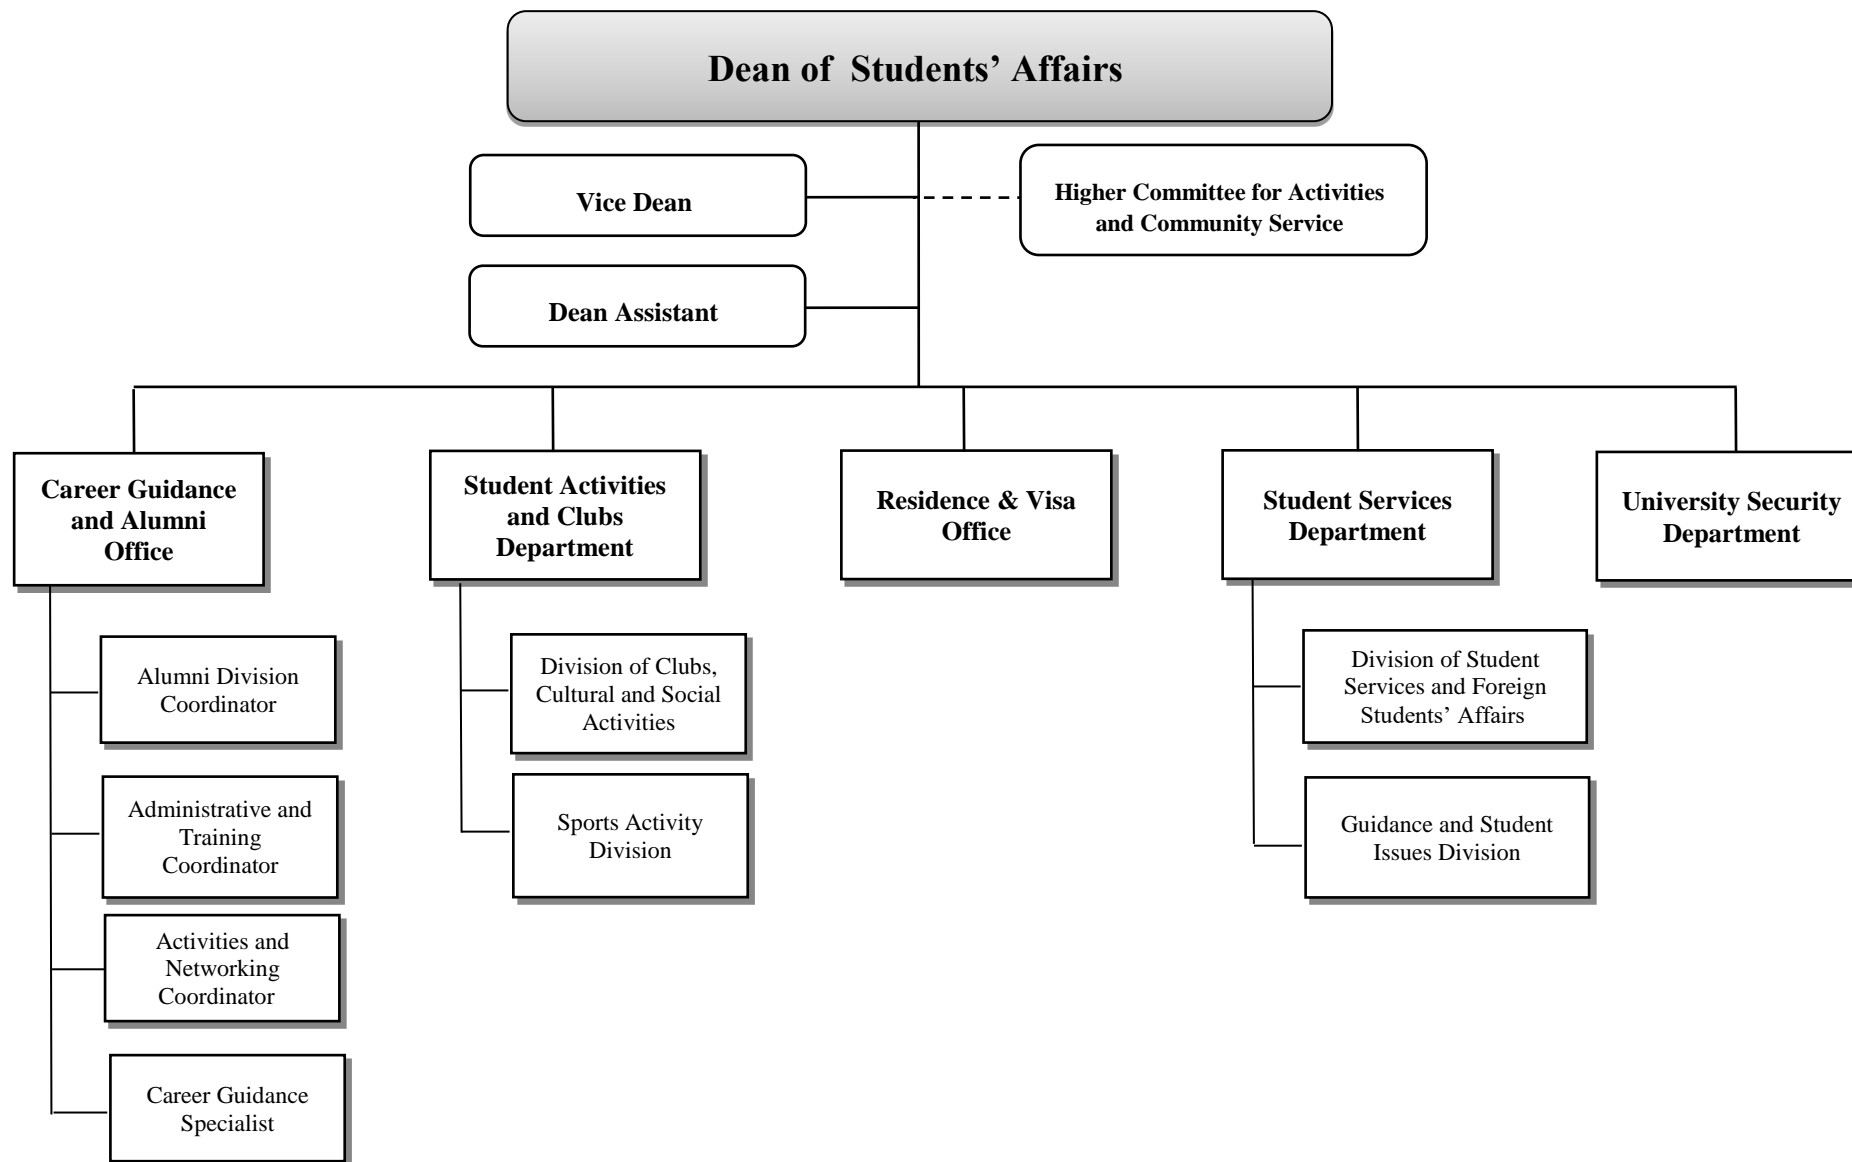 Dean of  Students’ Affairs
Vice Dean
Higher Committee for Activities
and Community Service
Dean Assistant
Career Guidance
and Alumni
Office
Student Activities
and Clubs
Department
Residence & Visa
Office
Student Services
Department
University Security
Department
Alumni Division
Coordinator
Administrative and
Training
Coordinator
Activities and
Networking
Coordinator
Career Guidance
Specialist
Division of Clubs,
Cultural and Social
Activities
Sports Activity
Division
Division of Student
Services and Foreign
Students’ Affairs
Guidance and Student
Issues Division